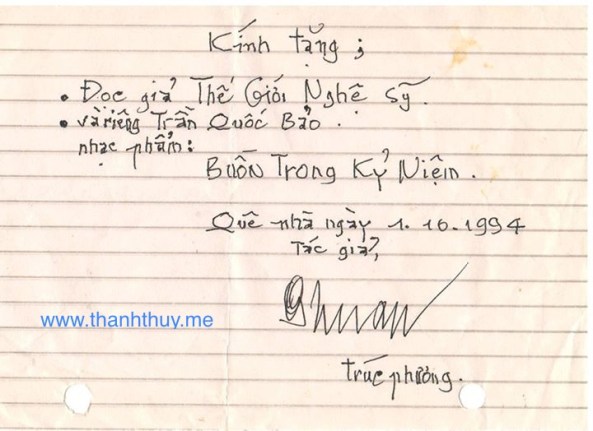 Kính tặng ;
• Đọc giả Thế Giới Nghệ Sỹ.
• và riêng Trần Quốc Bảo.
nhạc phẩm:
Buồn Trong Kỷ Niệm.
Quê nhà ngày 1.10.1994
Tác giả,
www.thanhthuy.me
trúc phương.